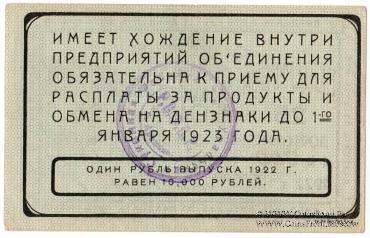 ИМЕЕТ ХОЖДЕНИЕ ВНУТРИ
ПРЕДПРИЯТИЙ ОБ'ЕДИНЕНИЯ
ОБЯЗАТЕЛЬНА К ПРИЕМУ ДЛЯ
РАСПЛАТЫ ЗА ПРОДУКТЫ И
ОБМЕНА НА ДЕНЗНАКИ ДО 1-ГО
ЯНВАРЯ 1923 ГОДА.
ОДИН РУБЛЬ ВЫПУСКА 1922 Г.
РАВЕН 10,000 РУБЛЕЙ.